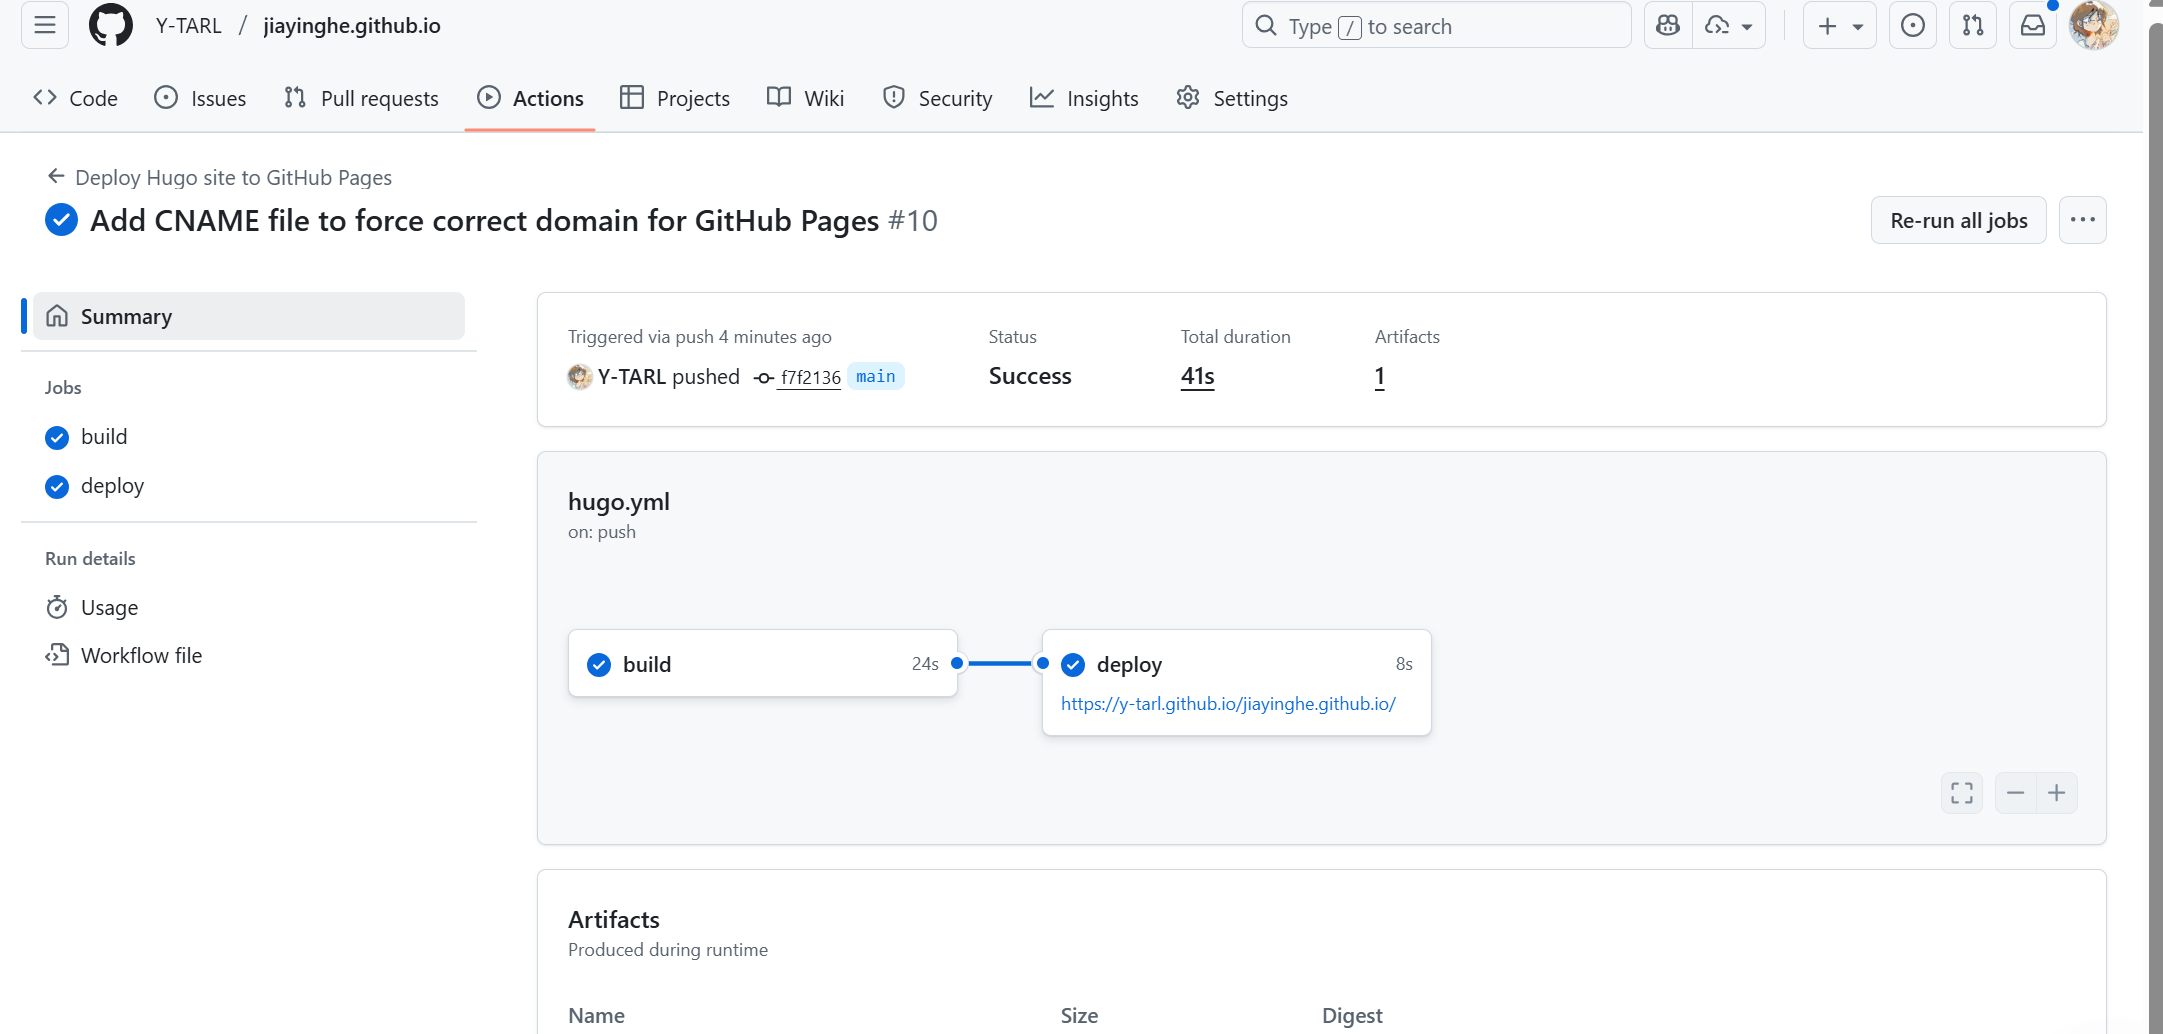 Y-TARL / jiayinghe.github.io
Type / to search
Code
Issues
Pull requests
Actions
Projects
Wiki
Security
Insights
Settings
Deploy Hugo site to GitHub Pages
Add CNAME file to force correct domain for GitHub Pages #10
Re-run all jobs
Summary
Jobs
build
deploy
Run details
Usage
Workflow file
Triggered via push 4 minutes ago
Y-TARL pushed f7f2136 main
Status
Success
Total duration
41s
Artifacts
1
hugo.yml
on: push
build 24s
deploy 8s
https://y-tarl.github.io/jiayinghe.github.io/
Artifacts
Produced during runtime
Name Size Digest